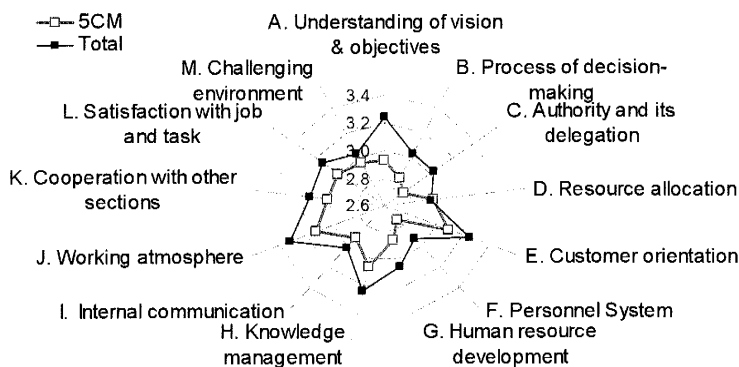 5CM
Total
A. Understanding of vision
& objectives
B. Process of decision-
making
C. Authority and its
delegation
D. Resource allocation
E. Customer orientation
F. Personnel System
G. Human resource
development
H. Knowledge
management
I. Internal communication
J. Working atmosphere
K. Cooperation with other
sections
L. Satisfaction with job
and task
M. Challenging
environment
3.4
3.2
3.0
2.8
2.6